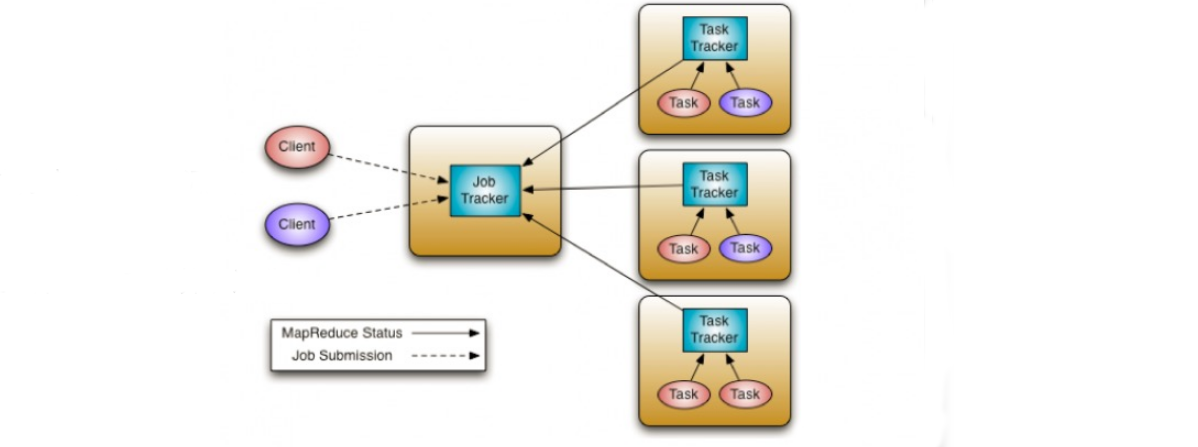 Client
Client
Job
Tracker
Task
Tracker
Task Task
Task
Tracker
Task Task
Task
Tracker
Task Task
MapReduce Status
Job Submission